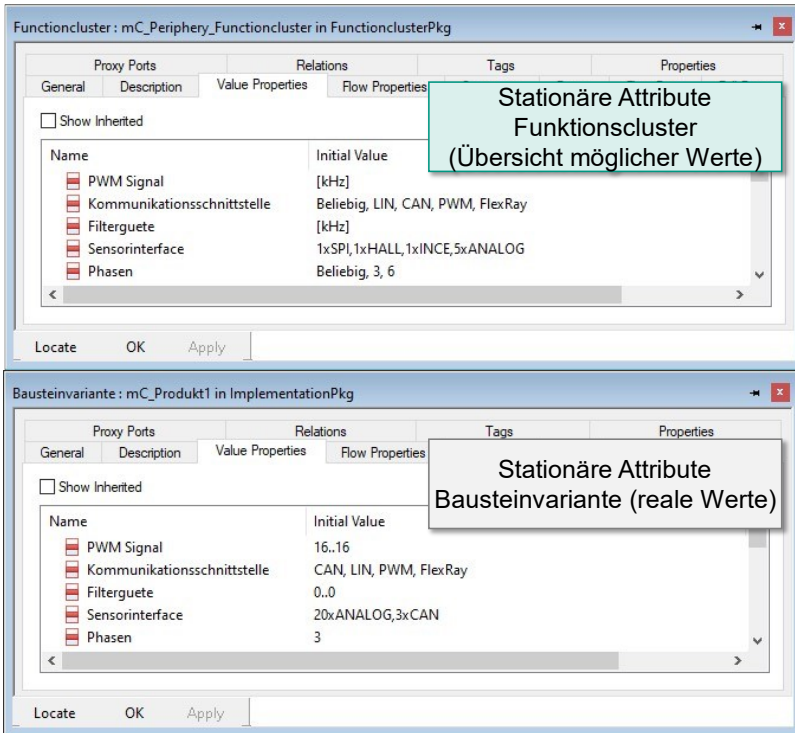 Functioncluster : mC_Periphery_Functioncluster in FunctionclusterPkg
Proxy Ports Relations Tags Properties
General Description Value Properties Flow Properties
Stationäre Attribute
Funktionscluster
(Übersicht möglicher Werte)
Show Inherited
Name Initial Value
PWM Signal [kHz]
Kommunikationsschnittstelle Beliebig, LIN, CAN, PWM, FlexRay
Filterguete [kHz]
Sensorinterface 1xSPI,1xHALL,1xINCE,5xANALOG
Phasen Beliebig, 3, 6
Locate OK Apply
Bausteinvariante : mC_Produkt1 in ImplementationPkg
Proxy Ports Relations Tags Properties
General Description Value Properties Flow Properties
Stationäre Attribute
Bausteinvariante (reale Werte)
Show Inherited
Name Initial Value
PWM Signal 16..16
Kommunikationsschnittstelle CAN, LIN, PWM, FlexRay
Filterguete 0..0
Sensorinterface 20xANALOG,3xCAN
Phasen 3
Locate OK Apply